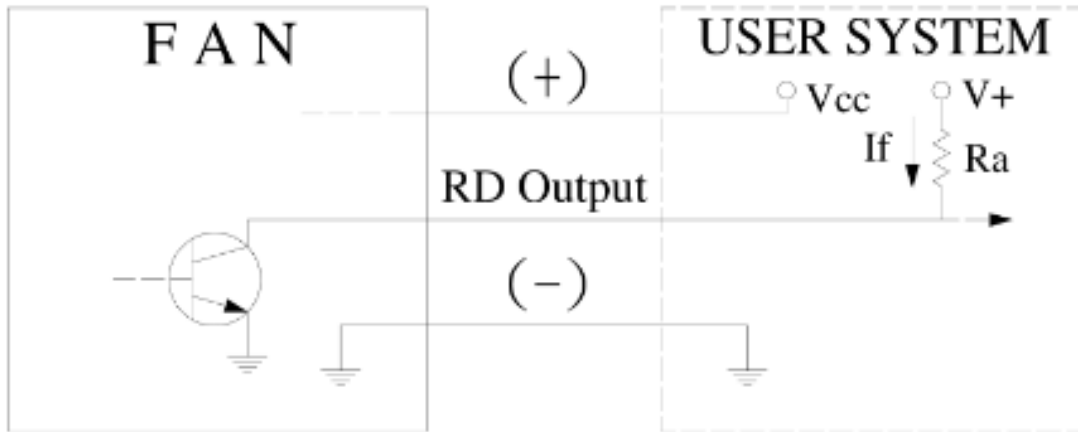 F A N
USER SYSTEM
(+)
Vcc
V+
If
Ra
RD Output
(-)